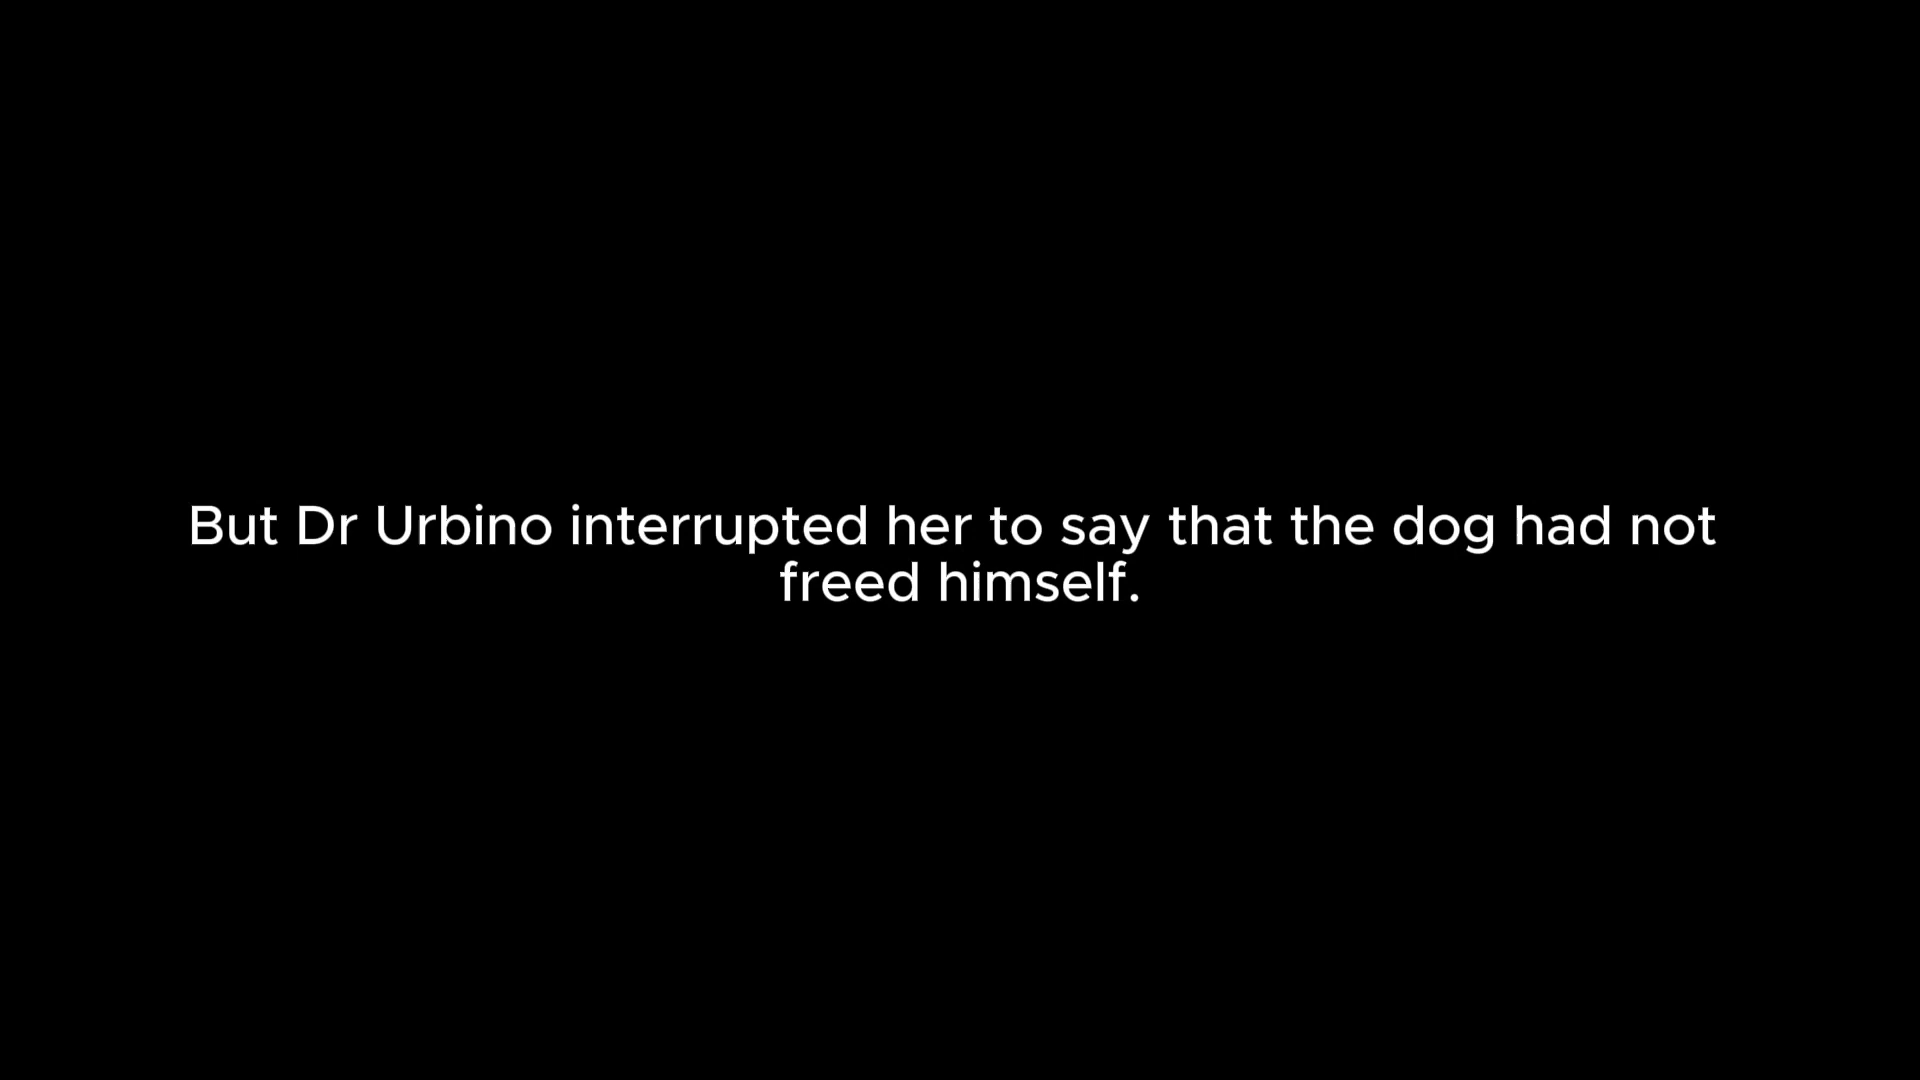 But Dr Urbino interrupted her to say that the dog had not
freed himself.